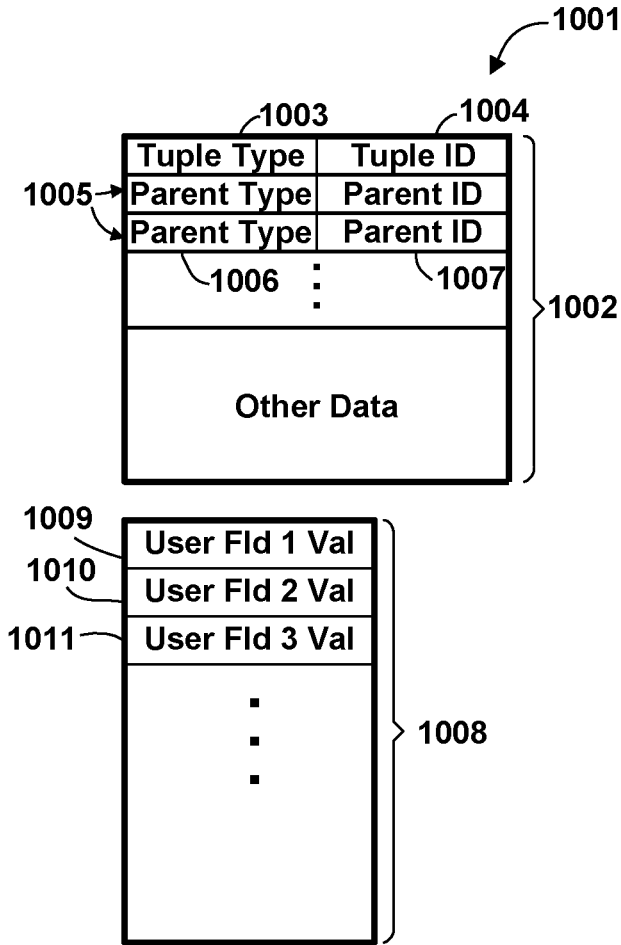 1001
1003 1004
Tuple Type Tuple ID
1005 Parent Type Parent ID
Parent Type Parent ID
1006 1007
1002
Other Data
1009 User Fld 1 Val
1010 User Fld 2 Val
1011 User Fld 3 Val
1008